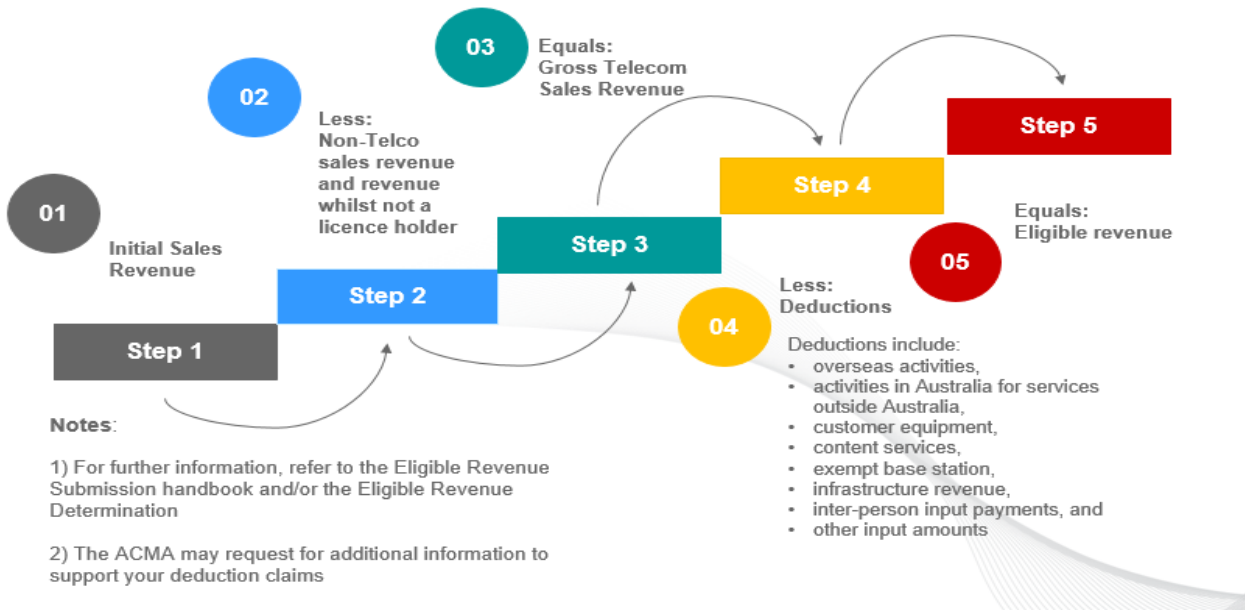 01
Initial Sales
Revenue
Step 1
02
Less:
Non-Telco
sales revenue
and revenue
whilst not a
licence holder
Step 2
03
Equals:
Gross Telecom
Sales Revenue
Step 3
Step 4
04
Less:
Deductions
Deductions include:
• overseas activities,
• activities in Australia for services
outside Australia,
• customer equipment,
• content services,
• exempt base station,
• infrastructure revenue,
• inter-person input payments, and
• other input amounts
Step 5
05
Equals:
Eligible revenue
Notes:
1) For further information, refer to the Eligible Revenue
Submission handbook and/or the Eligible Revenue
Determination
2) The ACMA may request for additional information to
support your deduction claims